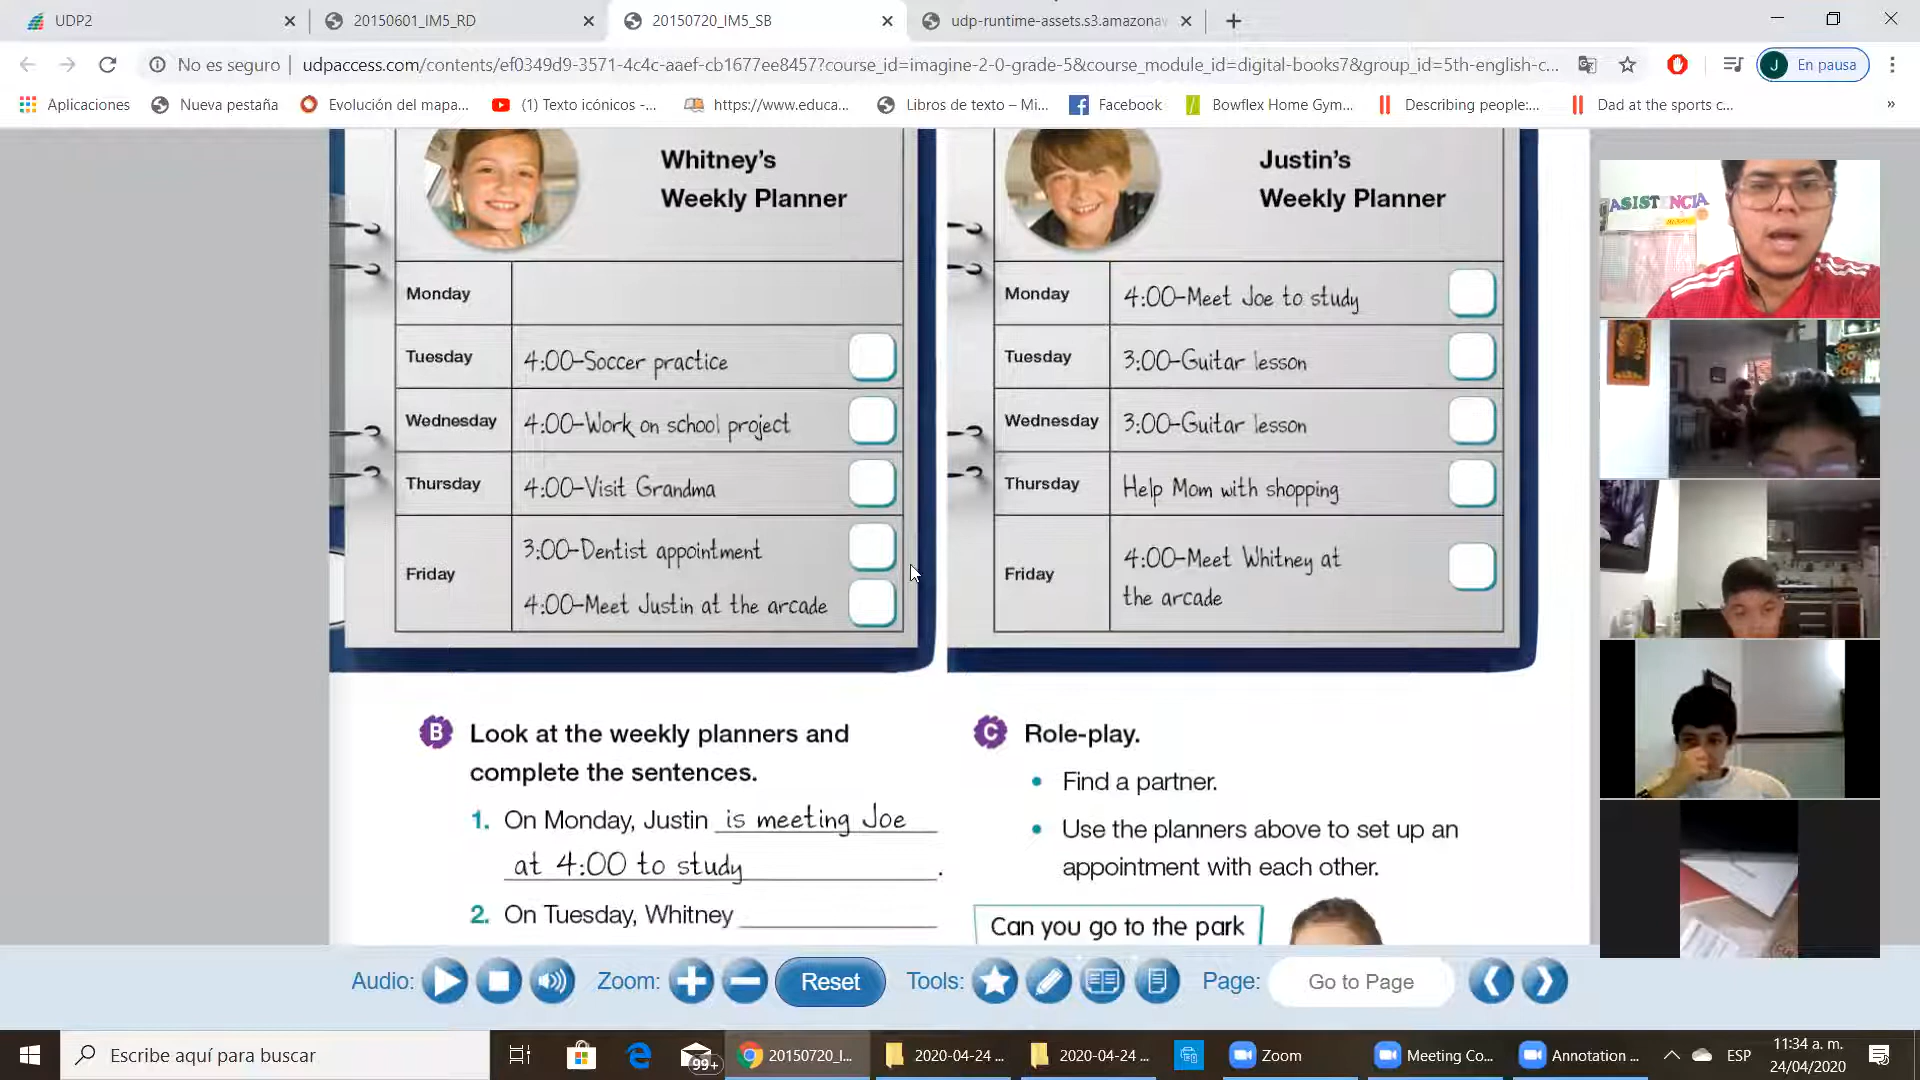 UDP2
20150601_IM5_RD
20150720_IM5_SB
udp-runtime-assets.s3.amazonav
No es seguro
udpaccess.com/contents/ef0349d9-3571-4c4c-aaef-cb1677ee8457?course_id=imagine-2-0-grade-5&course_module_id=digital-books7&group_id=5th-english-c...
J En pausa
Aplicaciones
Nueva pestaña
Evolución del mapa...
(1) Texto icónicos -...
https://www.educa...
Libros de texto – Mi...
Facebook
Bowflex Home Gym...
Describing people:...
Dad at the sports c...
»
Whitney's
Weekly Planner
Monday
Tuesday 4:00-Soccer practice
Wednesday 4:00-Work on school project
Thursday 4:00-Visit Grandma
Friday
3:00-Dentist appointment
4:00-Meet Justin at the arcade
Justin's
Weekly Planner
Monday 4:00-Meet Joe to study
Tuesday 3:00-Guitar lesson
Wednesday 3:00-Guitar lesson
Thursday Help Mom with shopping
Friday
4:00-Meet Whitney at
the arcade
ASISTENCIA
B Look at the weekly planners and
complete the sentences.
1. On Monday, Justin is meeting Joe
at 4:00 to study.
2. On Tuesday, Whitney
C Role-play.
• Find a partner.
• Use the planners above to set up an
appointment with each other.
Can you go to the park
Audio:
Zoom:
Reset
Tools:
Page:
Go to Page
Escribe aquí para buscar
99+
20150720_I...
2020-04-24 ...
2020-04-24 ...
Zoom
Meeting Co...
Annotation ...
ESP
11:34 a. m.
24/04/2020